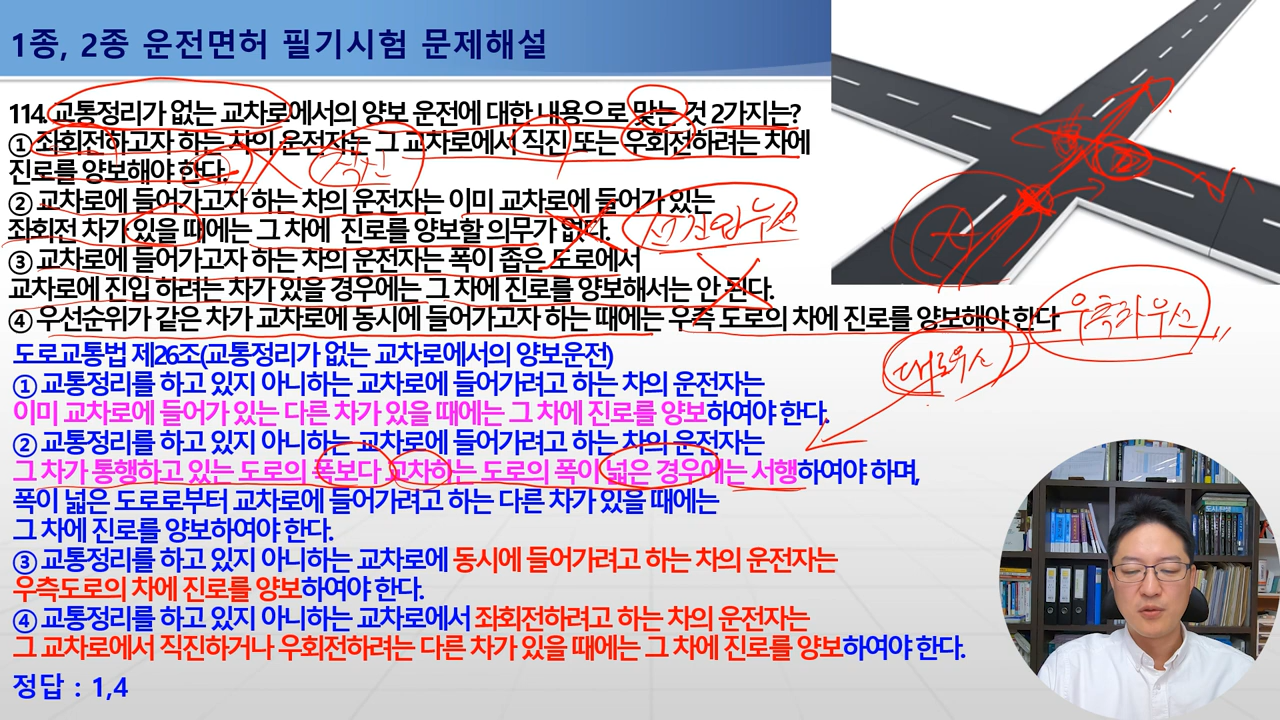 1종, 2종 운전면허 필기시험 문제해설
114. 교통정리가 없는 교차로에서의 양보 운전에 대한 내용으로 맞는 것 2가지는?
① 좌회전하고자 하는 차의 운전자는 그 교차로에서 직진 또는 우회전하려는 차에
진로를 양보해야 한다.
직진
② 교차로에 들어가고자 하는 차의 운전자는 이미 교차로에 들어가 있는
좌회전 차가 있을 때에는 그 차에 진로를 양보할 의무가 없다.
선진입우선
③ 교차로에 들어가고자 하는 차의 운전자는 폭이 좁은 도로에서
교차로에 진입 하려는 차가 있을 경우에는 그 차에 진로를 양보해서는 안 된다.
④ 우선순위가 같은 차가 교차로에 동시에 들어가고자 하는 때에는 우측 도로의 차에 진로를 양보해야 한다
우측차우선
대로우선
도로교통법 제26조(교통정리가 없는 교차로에서의 양보운전)
① 교통정리를 하고 있지 아니하는 교차로에 들어가려고 하는 차의 운전자는
이미 교차로에 들어가 있는 다른 차가 있을 때에는 그 차에 진로를 양보하여야 한다.
② 교통정리를 하고 있지 아니하는 교차로에 들어가려고 하는 차의 운전자는
그 차가 통행하고 있는 도로의 폭보다 교차하는 도로의 폭이 넓은 경우에는 서행하여야 하며,
폭이 넓은 도로로부터 교차로에 들어가려고 하는 다른 차가 있을 때에는
그 차에 진로를 양보하여야 한다.
③ 교통정리를 하고 있지 아니하는 교차로에 동시에 들어가려고 하는 차의 운전자는
우측도로의 차에 진로를 양보하여야 한다.
④ 교통정리를 하고 있지 아니하는 교차로에서 좌회전하려고 하는 차의 운전자는
그 교차로에서 직진하거나 우회전하려는 다른 차가 있을 때에는 그 차에 진로를 양보하여야 한다.
정답 : 1,4